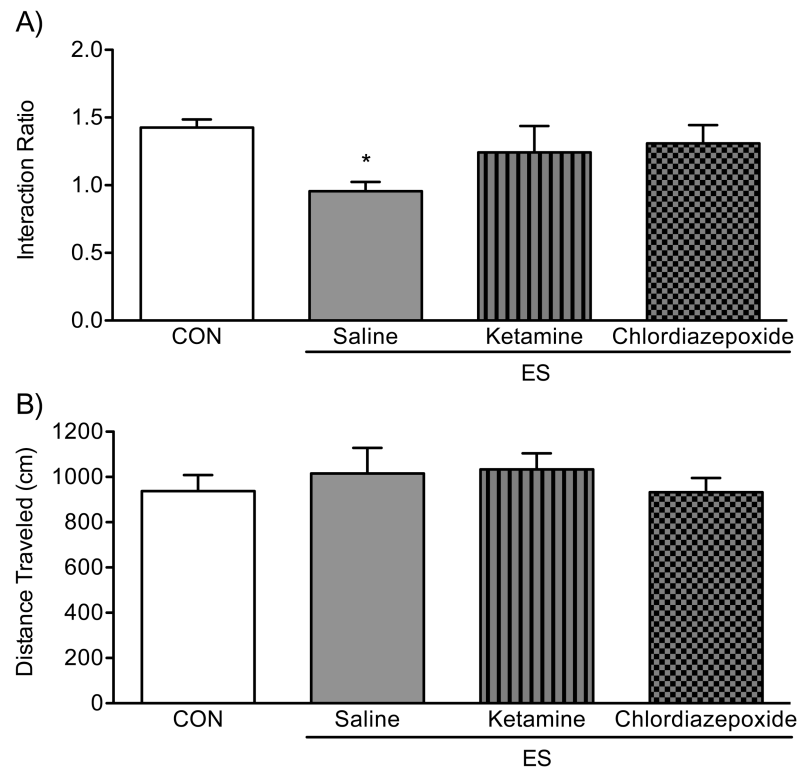 A)
Interaction Ratio
2.0
1.5
1.0
0.5
0.0
*
CON Saline Ketamine Chlordiazepoxide
ES
B)
Distance Traveled (cm)
1200
1000
800
600
400
200
0
CON Saline Ketamine Chlordiazepoxide
ES